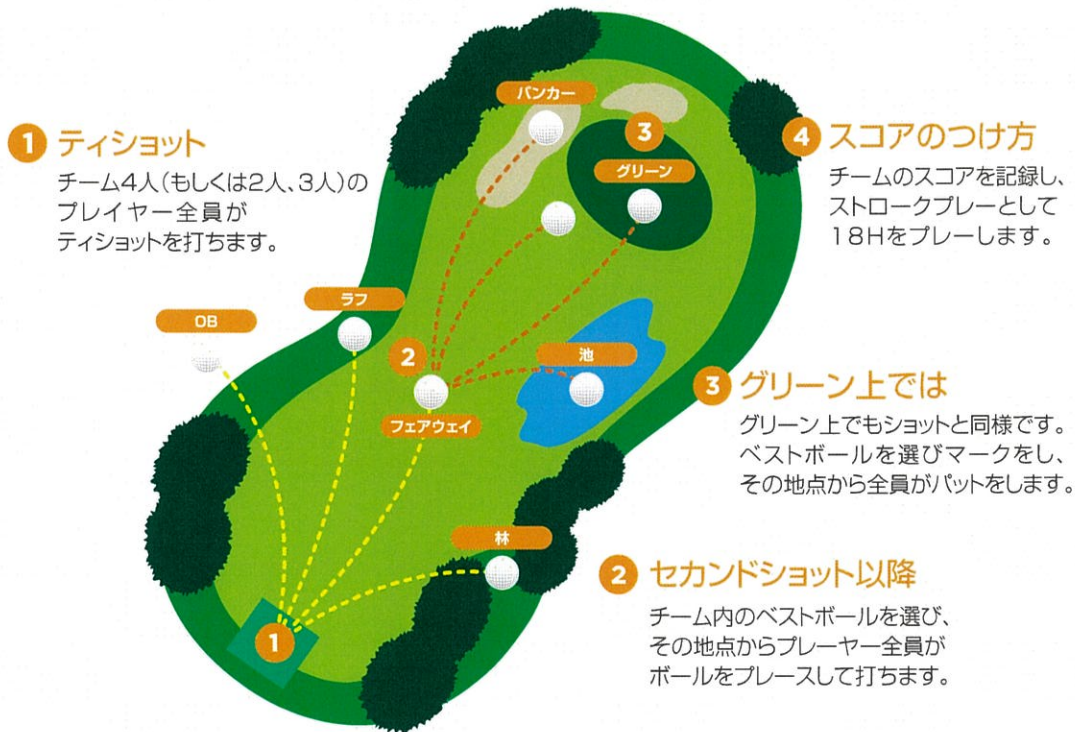 1 ティショット
チーム4人(もしくは2人、3人)の
プレイヤー全員が
ティショットを打ちます。
バンカー
3
グリーン
4 スコアのつけ方
チームのスコアを記録し、
ストロークプレーとして
18Hをプレーします。
OB
ラフ
2
フェアウェイ
池
3 グリーン上では
グリーン上でもショットと同様です。
ベストボールを選びマークをし、
その地点から全員がパットをします。
林
1
2 セカンドショット以降
チーム内のベストボールを選び、
その地点からプレーヤー全員が
ボールをプレースして打ちます。